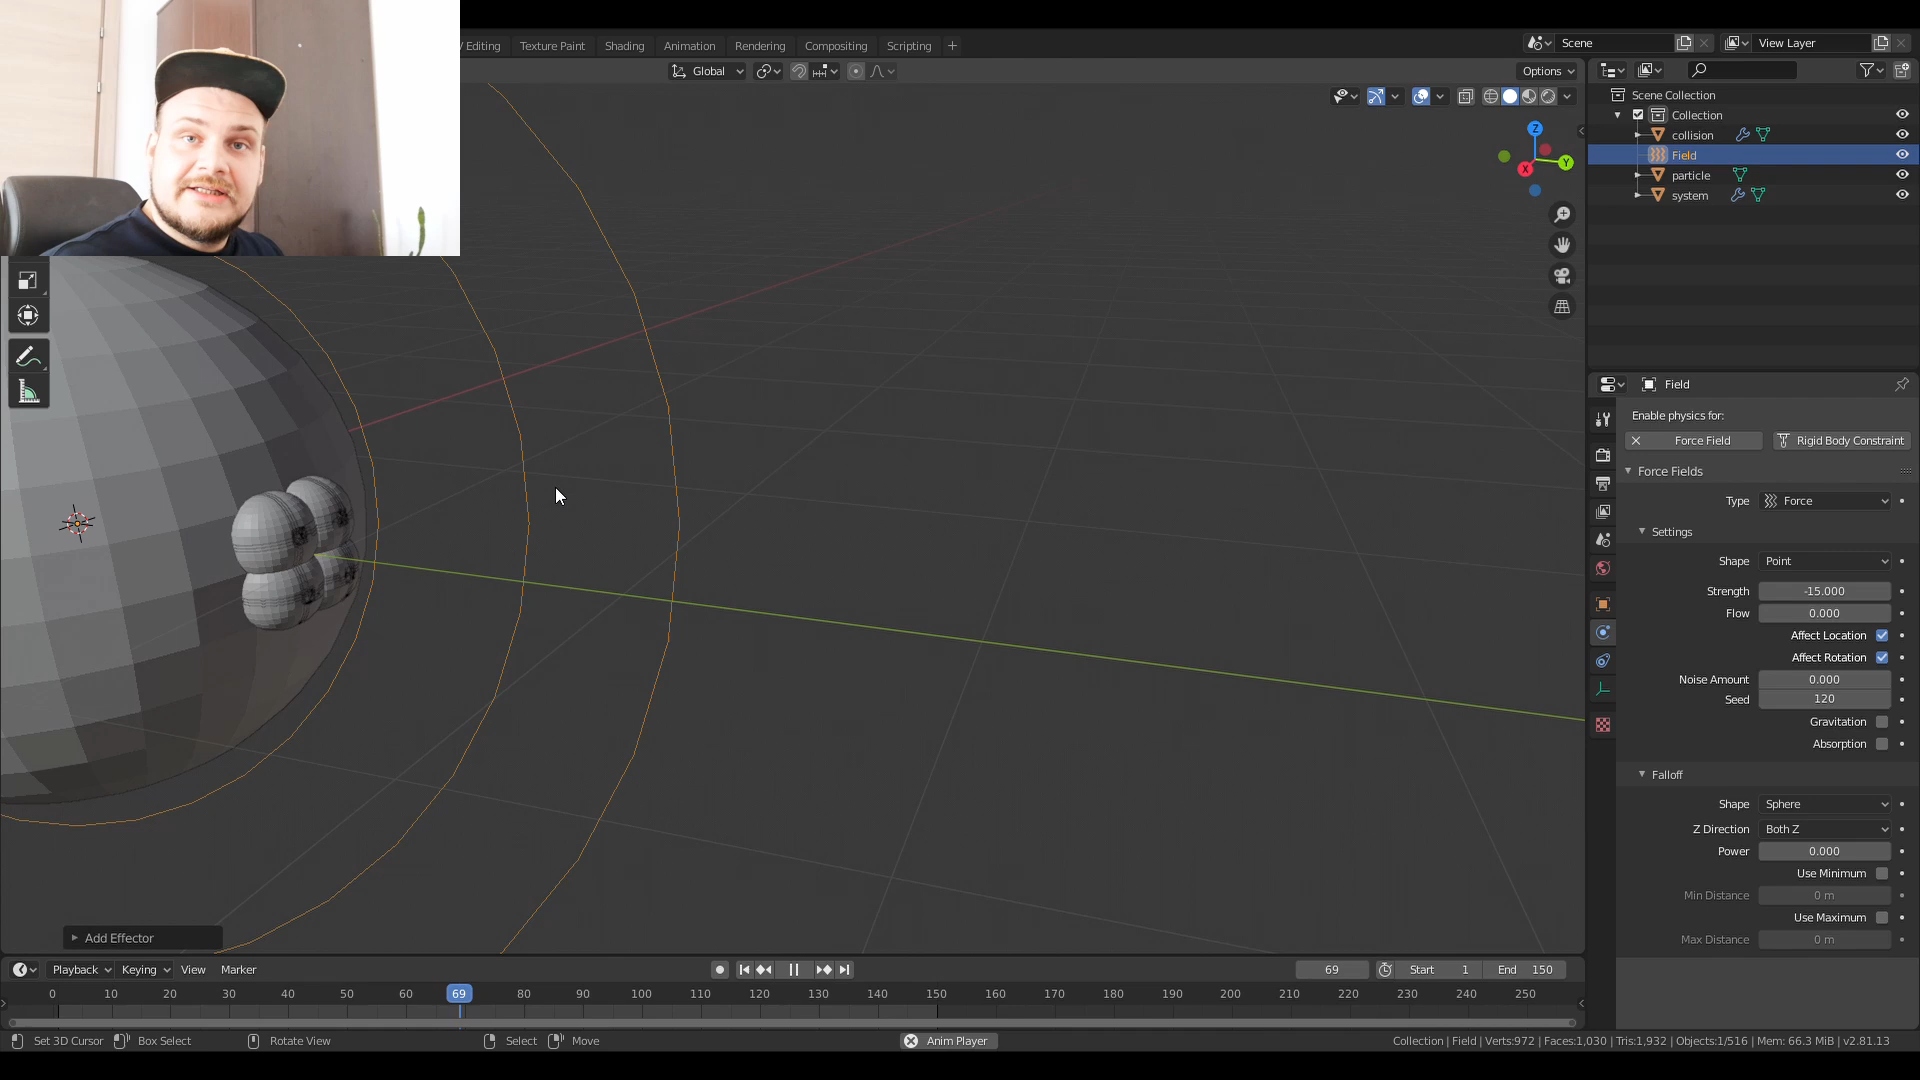 Editing Texture Paint Shading Animation Rendering Compositing Scripting Scene View Layer
Global Options
Scene Collection
Collection
collision
Field
particle
system
Z
Y
X
Field
Enable physics for:
Force Field Rigid Body Constraint
Force Fields
Type Force
Settings
Shape Point
Strength -15.000
Flow 0.000
Affect Location
Affect Rotation
Noise Amount 0.000
Seed 120
Gravitation
Absorption
Falloff
Shape Sphere
Z Direction Both Z
Power 0.000
Use Minimum
Min Distance 0 m
Use Maximum
Max Distance 0 m
Add Effector
Playback Keying View Marker 69 Start 1 End 150
0 10 20 30 40 50 60 69 80 90 100 110 120 130 140 150 160 170 180 190 200 210 220 230 240 250
Set 3D Cursor Box Select Rotate View Select Move Anim Player Collection | Field | Verts:972 | Faces:1,030 | Tris:1,932 | Objects:1/516 | Mem: 66.3 MiB | v2.81.13